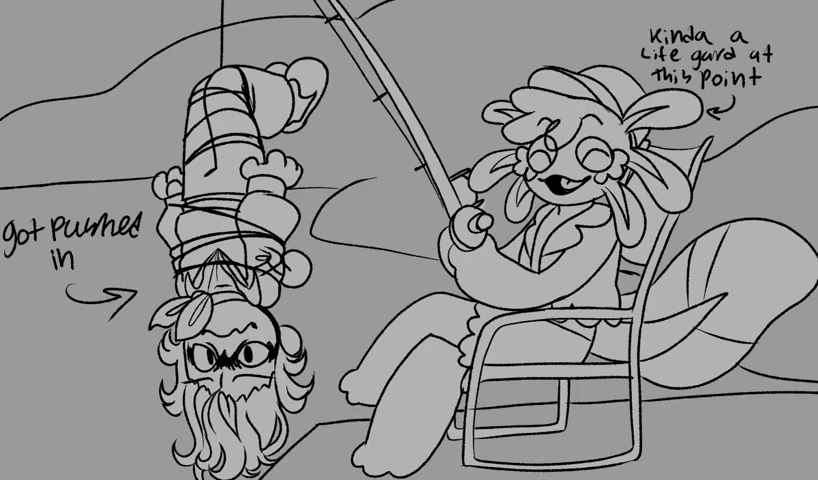 Kinda a
Life gard at
this point
got pushed
in